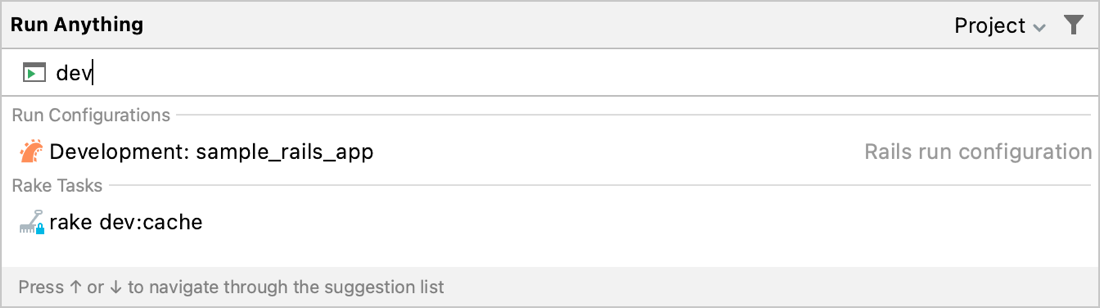 Run Anything Project
dev
Run Configurations
Development: sample_rails_app Rails run configuration
Rake Tasks
rake dev:cache
Press ↑ or ↓ to navigate through the suggestion list